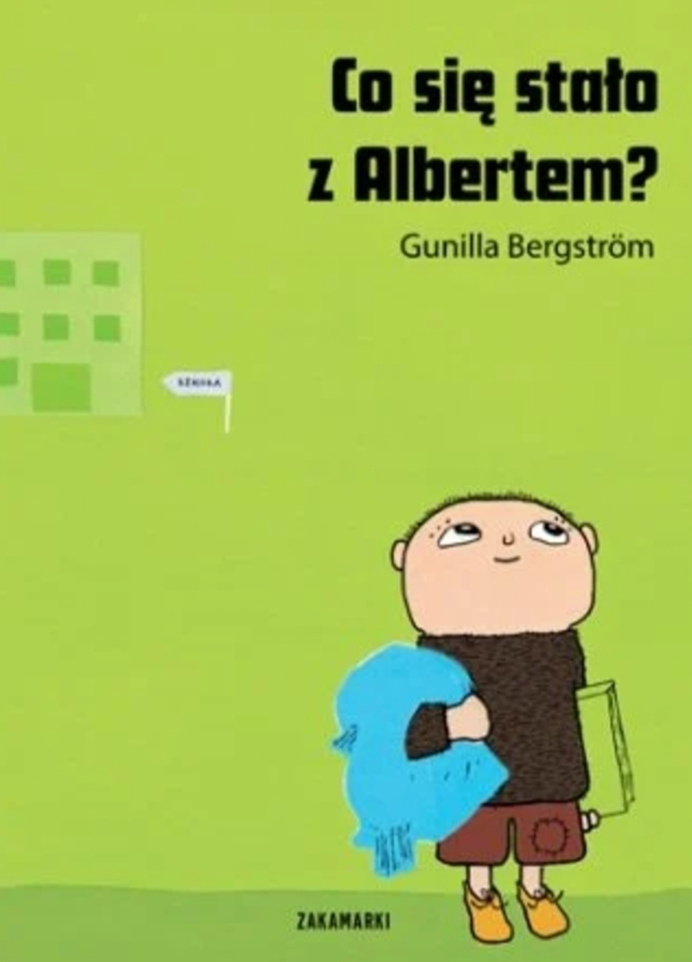 Co się stało
z Albertem?
Gunilla Bergström
SZKOŁA
ZAKAMARKI